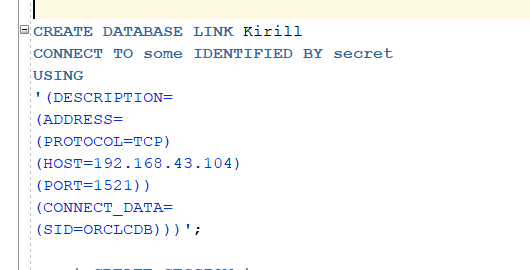 CREATE DATABASE LINK Kirill
CONNECT TO some IDENTIFIED BY secret
USING
'(DESCRIPTION=
(ADDRESS=
(PROTOCOL=TCP)
(HOST=192.168.43.104)
(PORT=1521))
(CONNECT_DATA=
(SID=ORCLCDB)))';